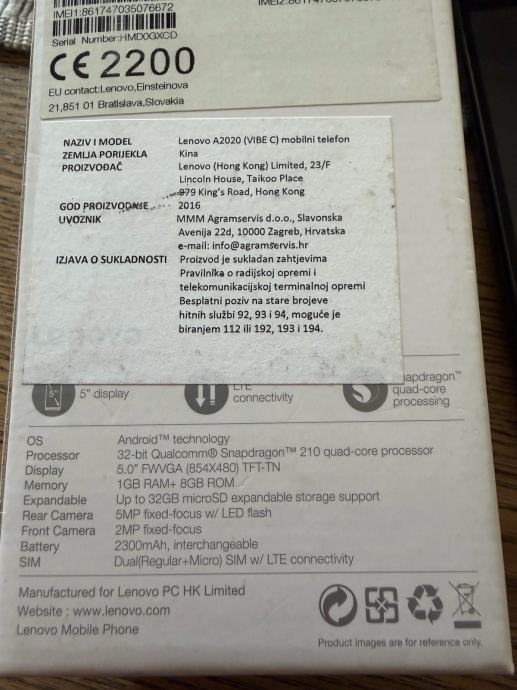 IMEI1:861747035076672
Serial Number:HMD0GXCD
CE2200
EU contact:Lenovo,Einsteinova
21,851 01 Bratislava,Slovakia
NAZIV I MODEL Lenovo A2020 (VIBE C) mobilni telefon
ZEMLJA PORIJEKLA Kina
PROIZVOĐAČ Lenovo (Hong Kong) Limited, 23/F
Lincoln House, Taikoo Place
979 King's Road, Hong Kong
GOD PROIZVODNJE 2016
UVOZNIK MMM Agramservis d.o.o., Slavonska
Avenija 22d, 10000 Zagreb, Hrvatska
e-mail: info@agramservis.hr
IZJAVA O SUKLADNOSTI Proizvod je sukladan zahtjevima
Pravilnika o radijskoj opremi i
telekomunikacijskoj terminalnoj opremi
Besplatni poziv na stare brojeve
hitnih službi 92, 93 i 94, moguće je
biranjem 112 ili 192, 193 i 194.
5" 5" display
LTE connectivity
snapdragon™
quad-core
processing
OS Android™ technology
Processor 32-bit Qualcomm® Snapdragon™ 210 quad-core processor
Display 5.0" FWVGA (854X480) TFT-TN
Memory 1GB RAM+ 8GB ROM
Expandable Up to 32GB microSD expandable storage support
Rear Camera 5MP fixed-focus w/ LED flash
Front Camera 2MP fixed-focus
Battery 2300mAh, interchangeable
SIM Dual(Regular+Micro) SIM w/ LTE connectivity
Manufactured for Lenovo PC HK Limited
Website : www.lenovo.com
Lenovo Mobile Phone
Product images are for reference only.